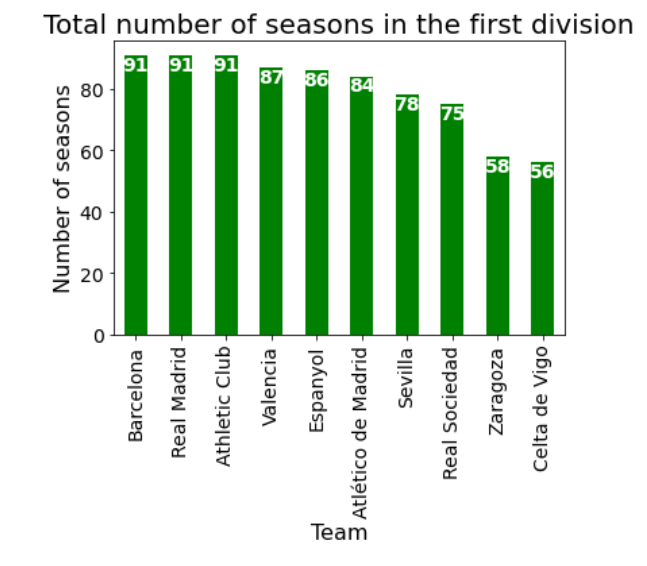 Total number of seasons in the first division
Number of seasons
80
60
40
20
0
91
91
91
87
86
84
78
75
58
56
Barcelona
Real Madrid
Athletic Club
Valencia
Espanyol
Atlético de Madrid
Sevilla
Real Sociedad
Zaragoza
Celta de Vigo
Team